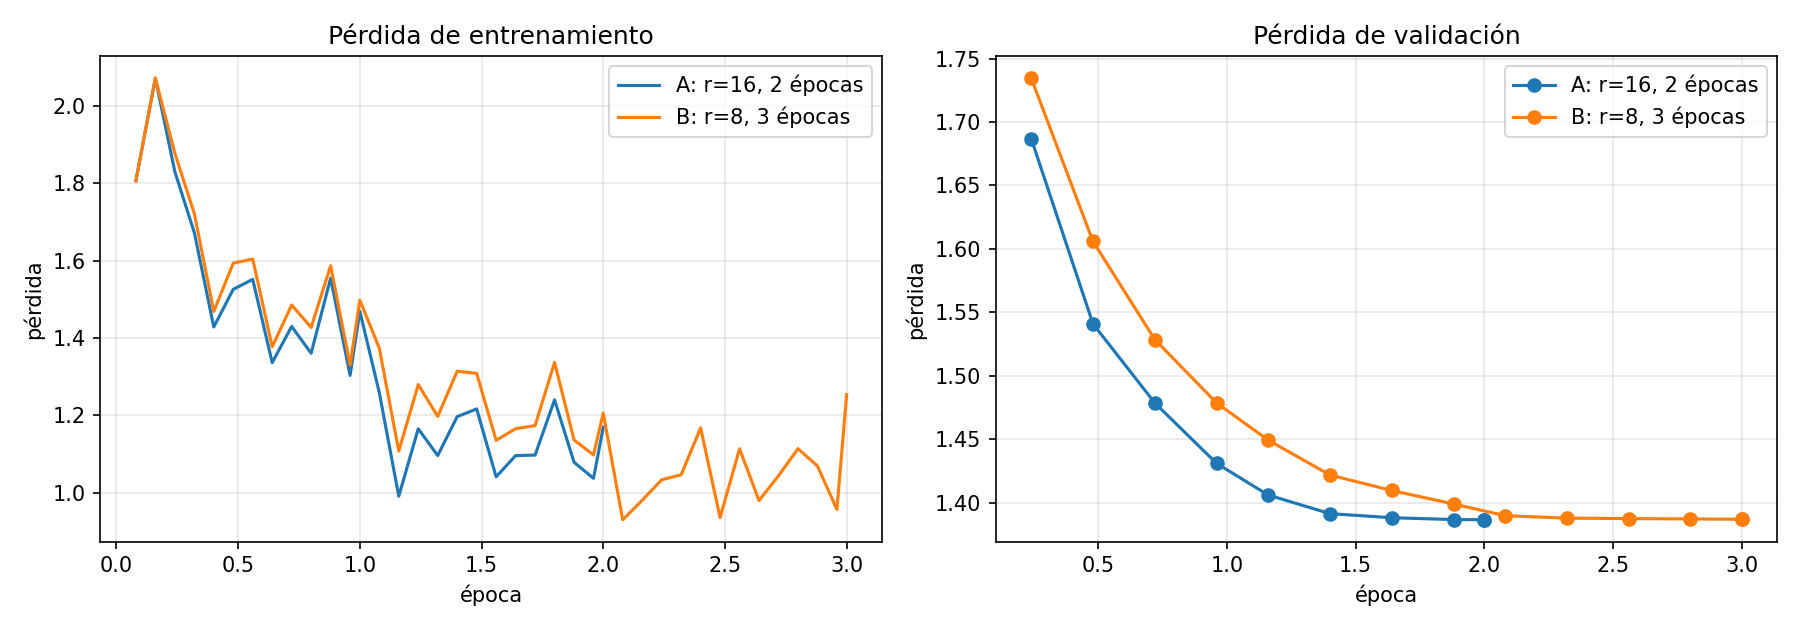 Pérdida de entrenamiento
A: r=16, 2 épocas
B: r=8, 3 épocas
pérdida
2.0
1.8
1.6
1.4
1.2
1.0
0.0 0.5 1.0 1.5 2.0 2.5 3.0
época
Pérdida de validación
A: r=16, 2 épocas
B: r=8, 3 épocas
pérdida
1.75
1.70
1.65
1.60
1.55
1.50
1.45
1.40
0.5 1.0 1.5 2.0 2.5 3.0
época